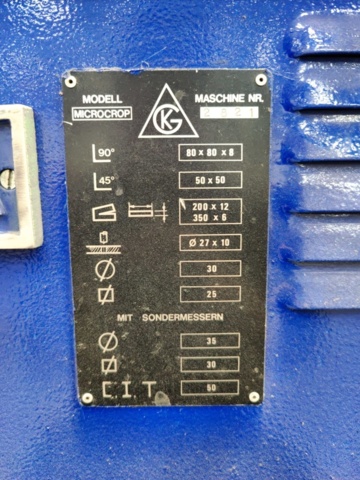 MODELL
MASCHINE NR.
MICROCROP
KG
90° 80 x 80 x 8
45° 50 x 50
200 x 12
350 x 6
Ø 27 x 10
30
25
MIT SONDERMESSERN
35
30
C I T 50